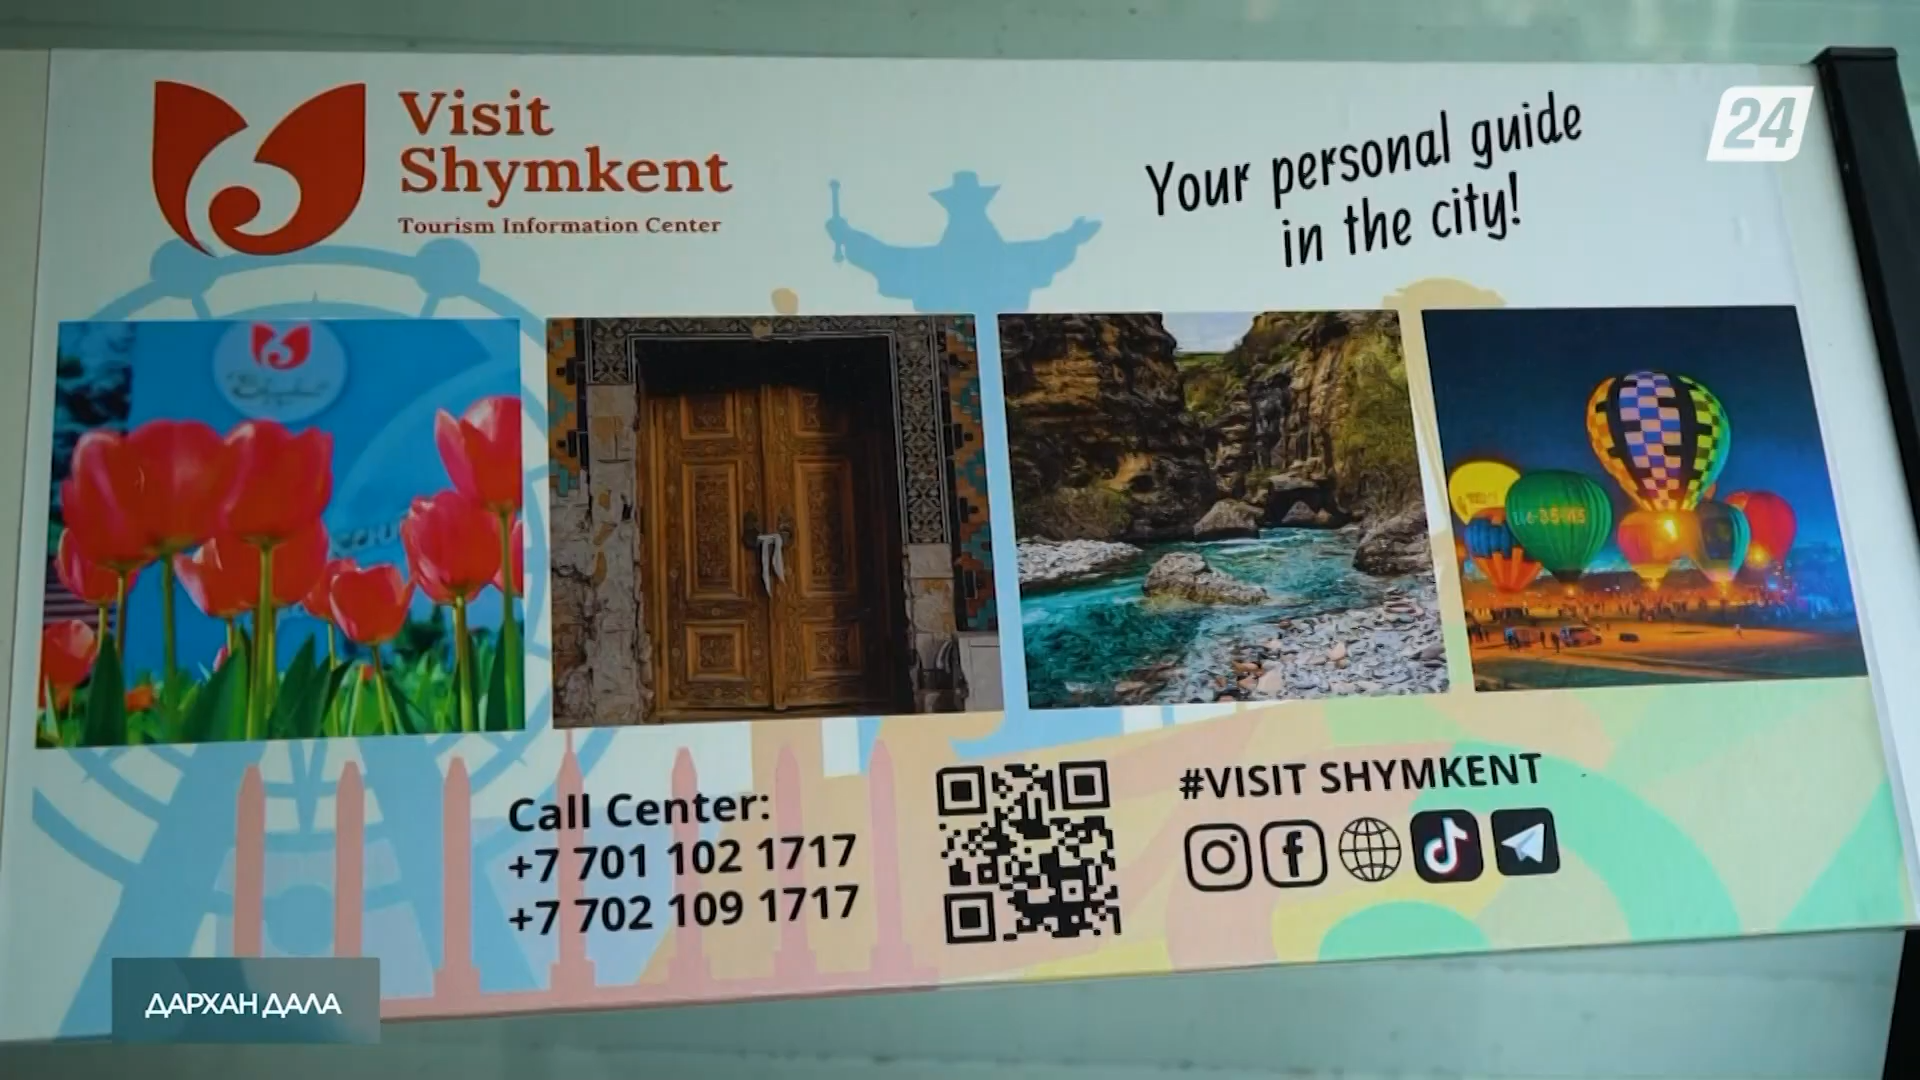 Visit
Shymkent
Tourism Information Center
Your personal guide
in the city!
24
Call Center:
+7 701 102 1717
+7 702 109 1717
#VISIT SHYMKENT
ДАРХАН ДАЛА